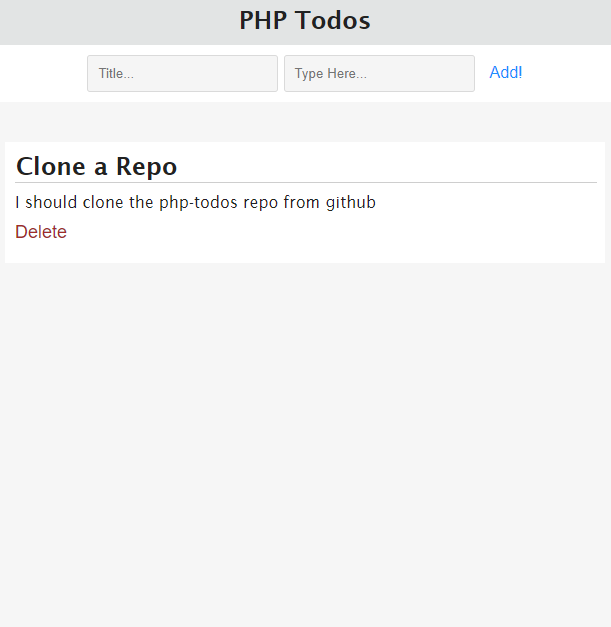 PHP Todos
Title... Type Here... Add!
Clone a Repo
I should clone the php-todos repo from github
Delete